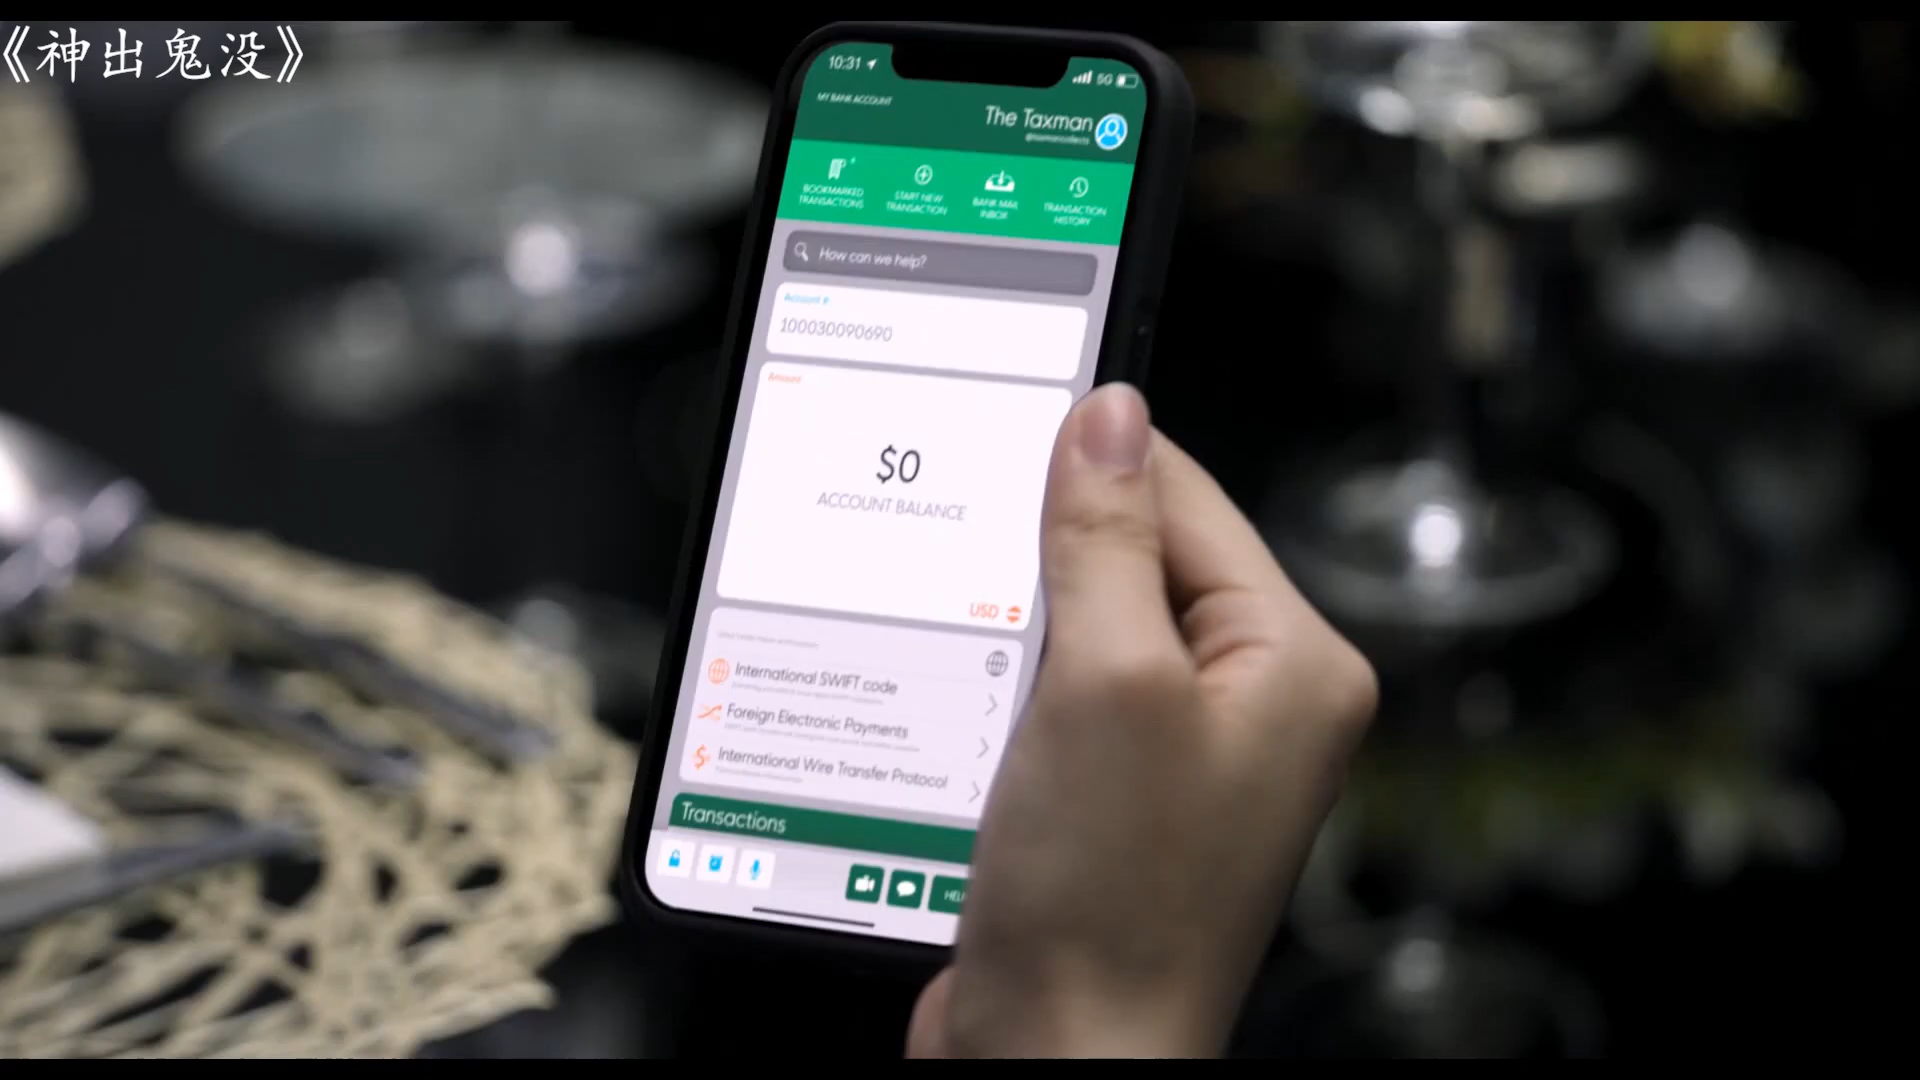 《神出鬼没》
10:31
5G
MY BANK ACCOUNT
The Taxman
BOOKMARKED TRANSACTIONS
START NEW TRANSACTION
BANK MAIL INBOX
TRANSACTION HISTORY
How can we help?
Account #
100030090690
Amount
$0
ACCOUNT BALANCE
USD
International SWIFT code
Foreign Electronic Payments
International Wire Transfer Protocol
Transactions